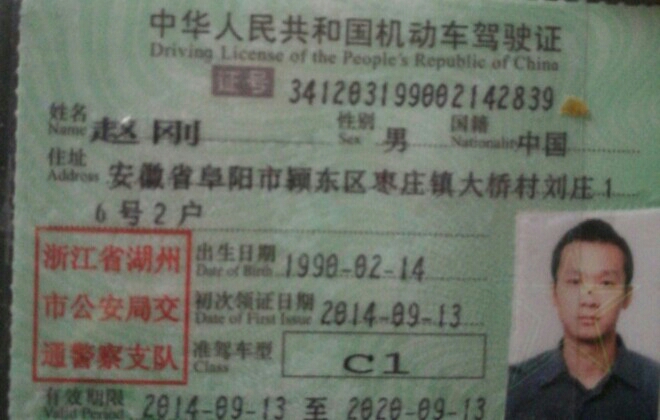 中华人民共和国机动车驾驶证
Driving License of the People's Republic of China
证号 341203199002142839
姓名 Name 赵刚 性别 Sex 男 国籍 Nationality 中国
住址 Address 安徽省阜阳市颍东区枣庄镇大桥村刘庄1
6号2户
浙江省湖州
市公安局交
通警察支队
出生日期 Date of Birth 1990-02-14
初次领证日期 Date of First Issue 2014-09-13
准驾车型 Class C1
有效期限 Valid Period 2014-09-13 至 2020-09-13